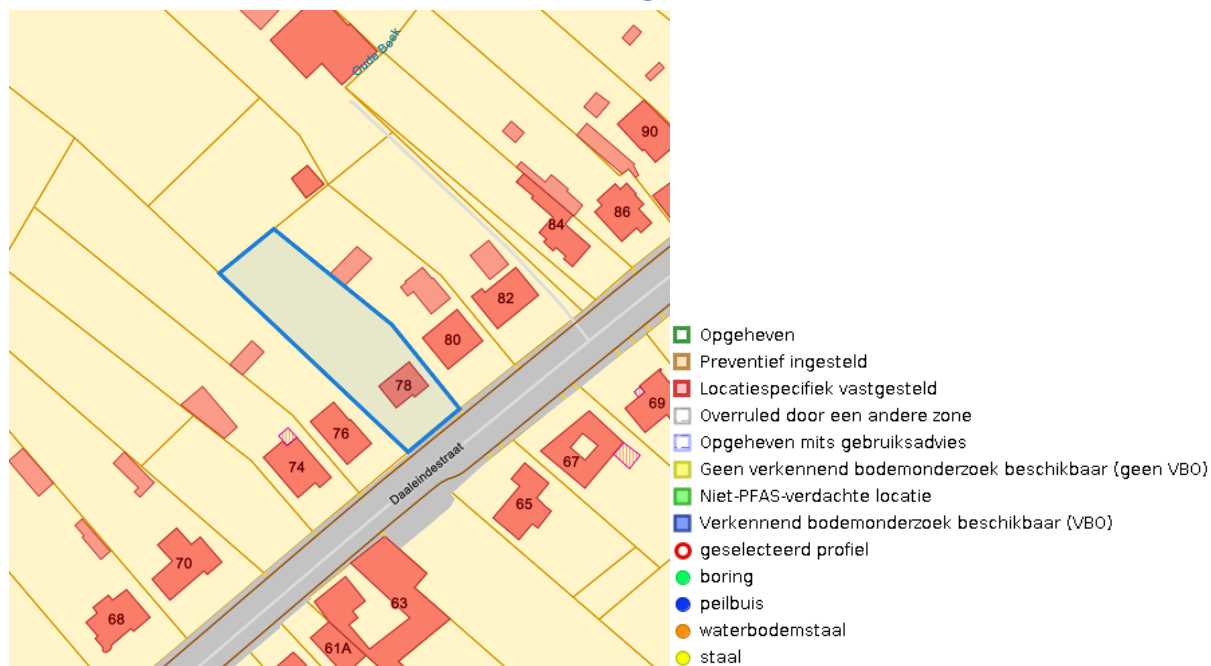 Oude Beek
90
86
84
82
80
78
76
74
70
68
69
67
65
63
61A
Daaleindestraat
Opgeheven
Preventief ingesteld
Locatiespecifiek vastgesteld
Overruled door een andere zone
Opgeheven mits gebruiksadvies
Geen verkennend bodemonderzoek beschikbaar (geen VBO)
Niet-PFAS-verdachte locatie
Verkennend bodemonderzoek beschikbaar (VBO)
geselecteerd profiel
boring
peilbuis
waterbodemstaal
staal